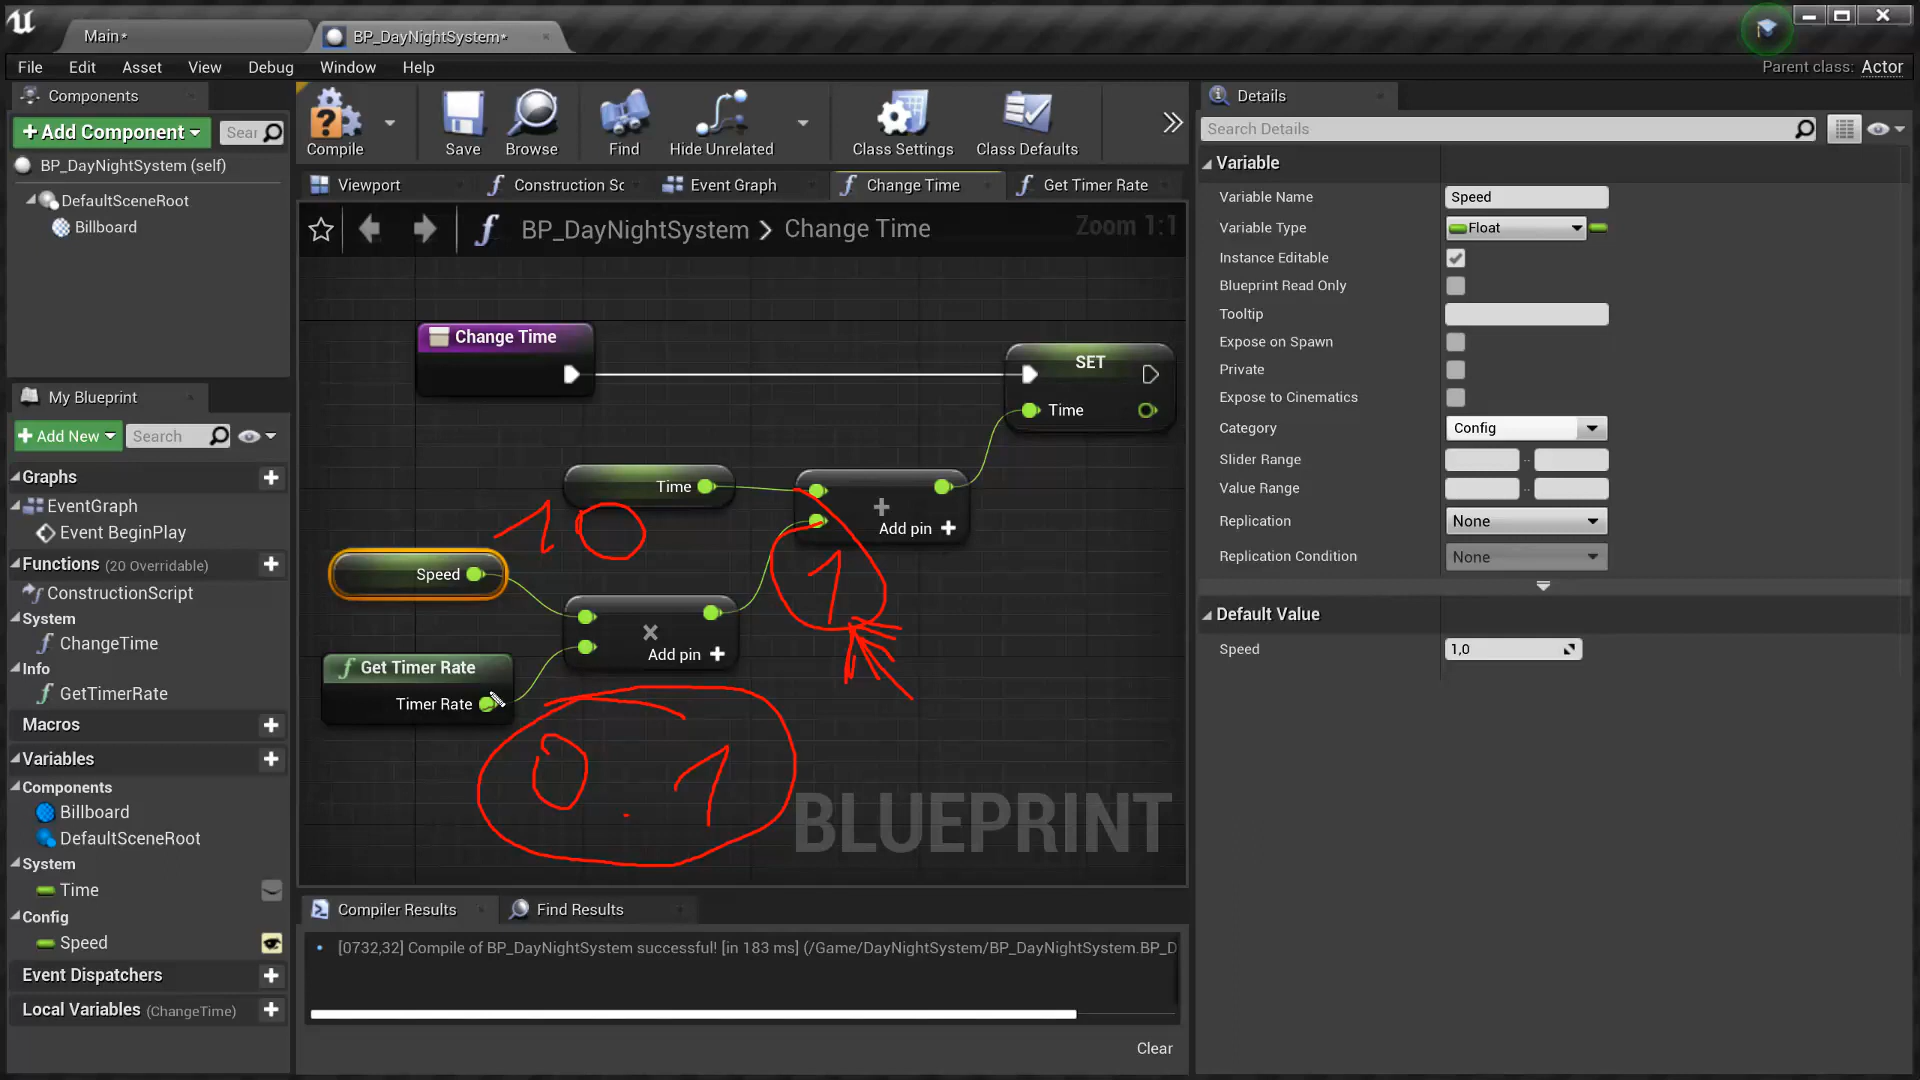 Main*
BP_DayNightSystem*
File Edit Asset View Debug Window Help
Parent class: Actor
Components
Add Component
Sear
BP_DayNightSystem (self)
DefaultSceneRoot
Billboard
My Blueprint
Add New
Search
Graphs
EventGraph
Event BeginPlay
Functions (20 Overridable)
ConstructionScript
System
ChangeTime
Info
GetTimerRate
Macros
Variables
Components
Billboard
DefaultSceneRoot
System
Time
Config
Speed
Event Dispatchers
Local Variables (ChangeTime)
Compile
Save
Browse
Find
Hide Unrelated
Class Settings
Class Defaults
Viewport
Construction Sc
Event Graph
Change Time
Get Timer Rate
BP_DayNightSystem > Change Time
Zoom 1:1
Change Time
SET
Time
Time
+
Add pin +
10
1
Speed
×
Add pin +
Get Timer Rate
Timer Rate
0.1
BLUEPRINT
Compiler Results
Find Results
[0732,32] Compile of BP_DayNightSystem successful! [in 183 ms] (/Game/DayNightSystem/BP_DayNightSystem.BP_D
Clear
Details
Search Details
Variable
Variable Name Speed
Variable Type Float
Instance Editable
Blueprint Read Only
Tooltip
Expose on Spawn
Private
Expose to Cinematics
Category Config
Slider Range
Value Range
Replication None
Replication Condition None
Default Value
Speed 1,0